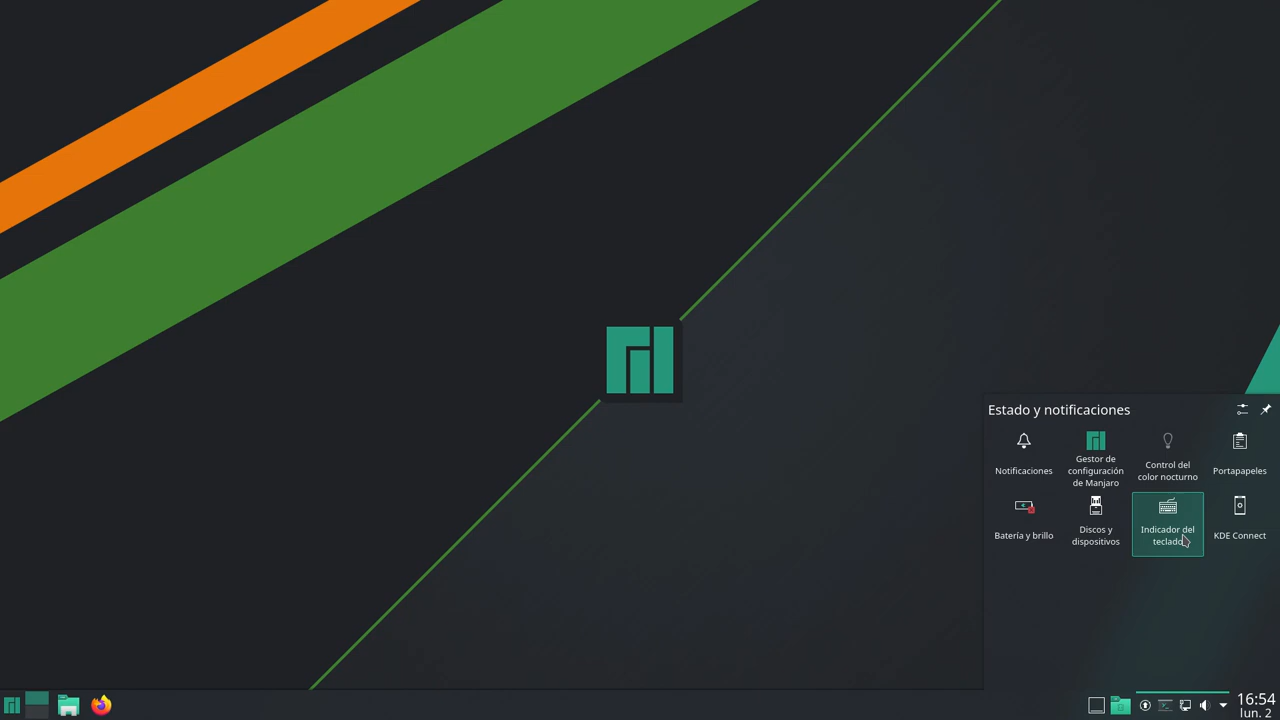 Estado y notificaciones
Notificaciones
Gestor de
configuración
de Manjaro
Control del
color nocturno
Portapapeles
Batería y brillo
Discos y
dispositivos
Indicador del
teclado
KDE Connect
16:54
lun. 2